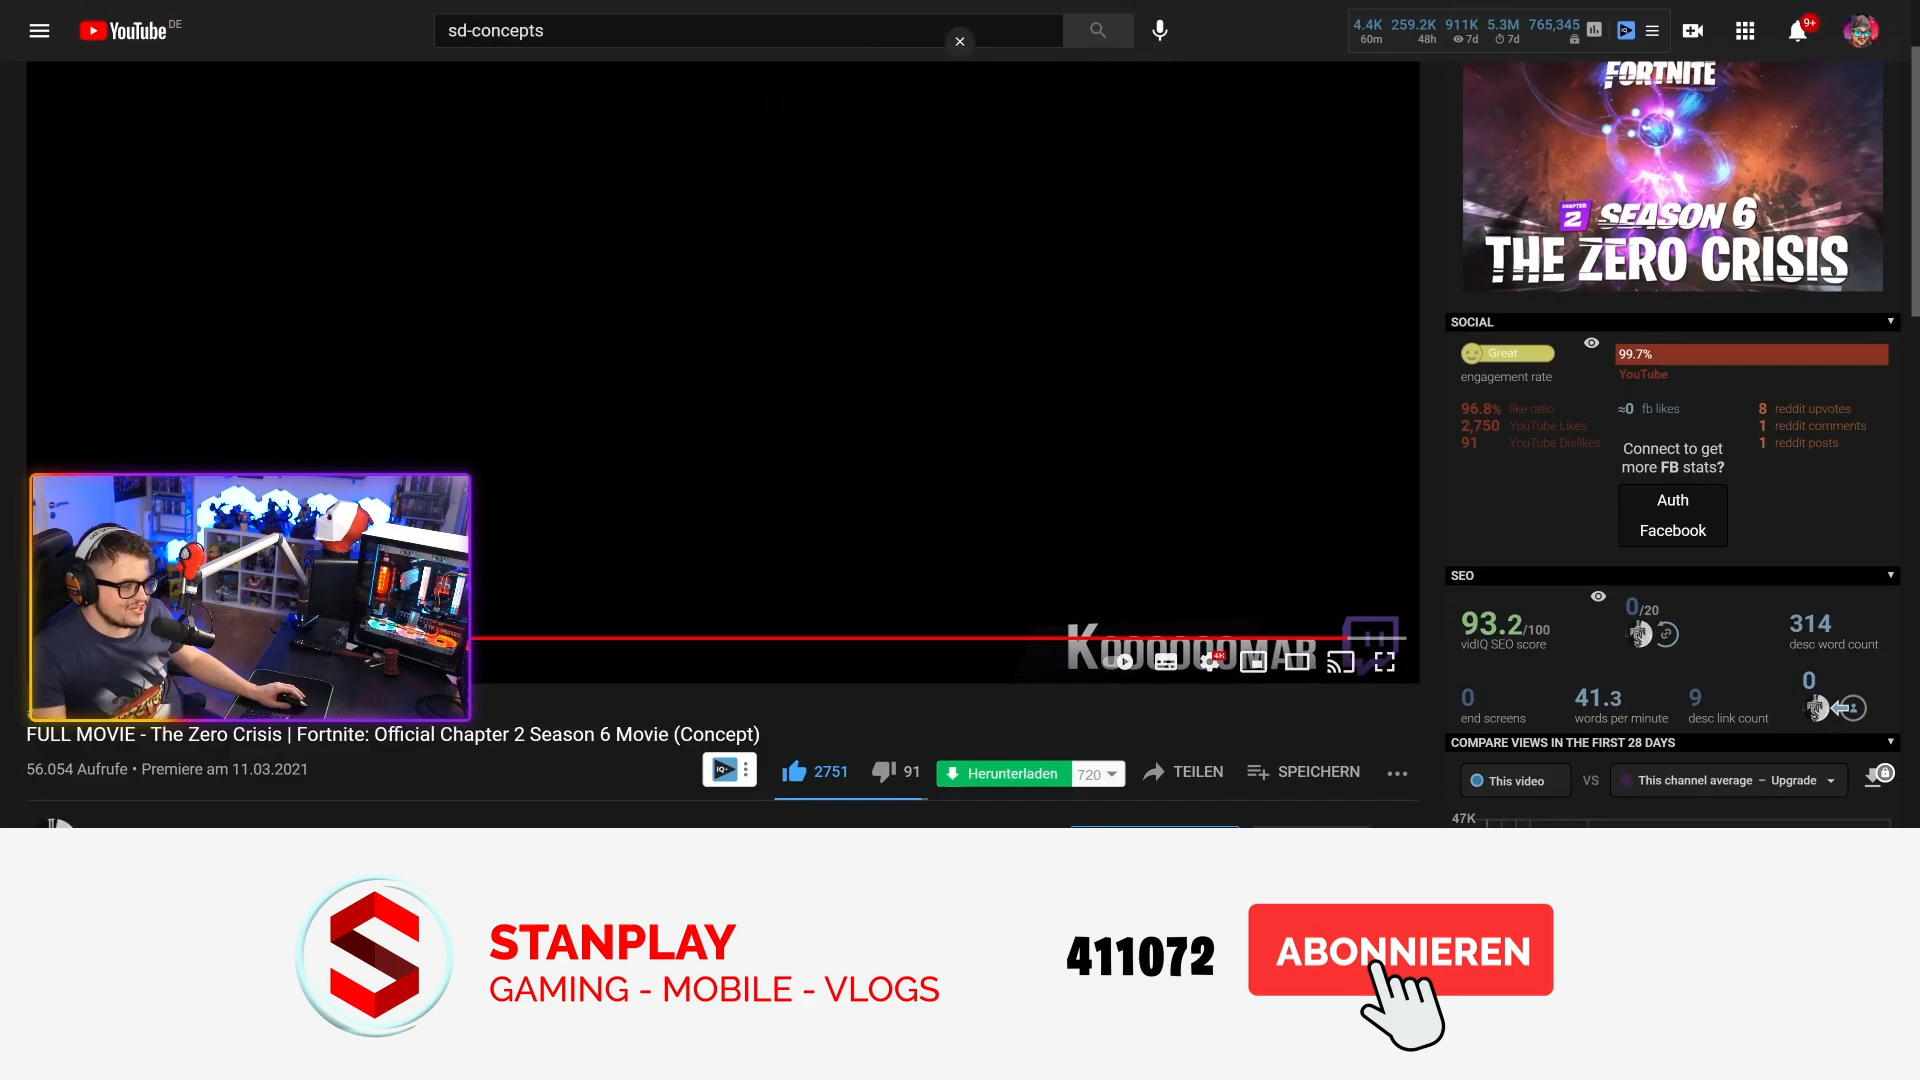 YouTube DE
sd-concepts
4.4K 259.2K 911K 5.3M 765,345
60m 48h 7d 7d
9+
FORTNITE
CHAPTER 2 SEASON 6
THE ZERO CRISIS
SOCIAL
Great
engagement rate
99.7%
YouTube
96.8% like ratio
2,750 YouTube Likes
91 YouTube Dislikes
≈0 fb likes
8 reddit upvotes
1 reddit comments
1 reddit posts
Connect to get
more FB stats?
Auth
Facebook
SEO
93.2/100
vidIQ SEO score
0/20
314
desc word count
0
end screens
41.3
words per minute
9
desc link count
0
KOOOOOOMAR
4K
FULL MOVIE - The Zero Crisis | Fortnite: Official Chapter 2 Season 6 Movie (Concept)
56.054 Aufrufe • Premiere am 11.03.2021
IQ
2751
91
Herunterladen
720
TEILEN
SPEICHERN
COMPARE VIEWS IN THE FIRST 28 DAYS
This video
VS
This channel average – Upgrade
47K
STANPLAY
GAMING - MOBILE - VLOGS
411072
ABONNIEREN